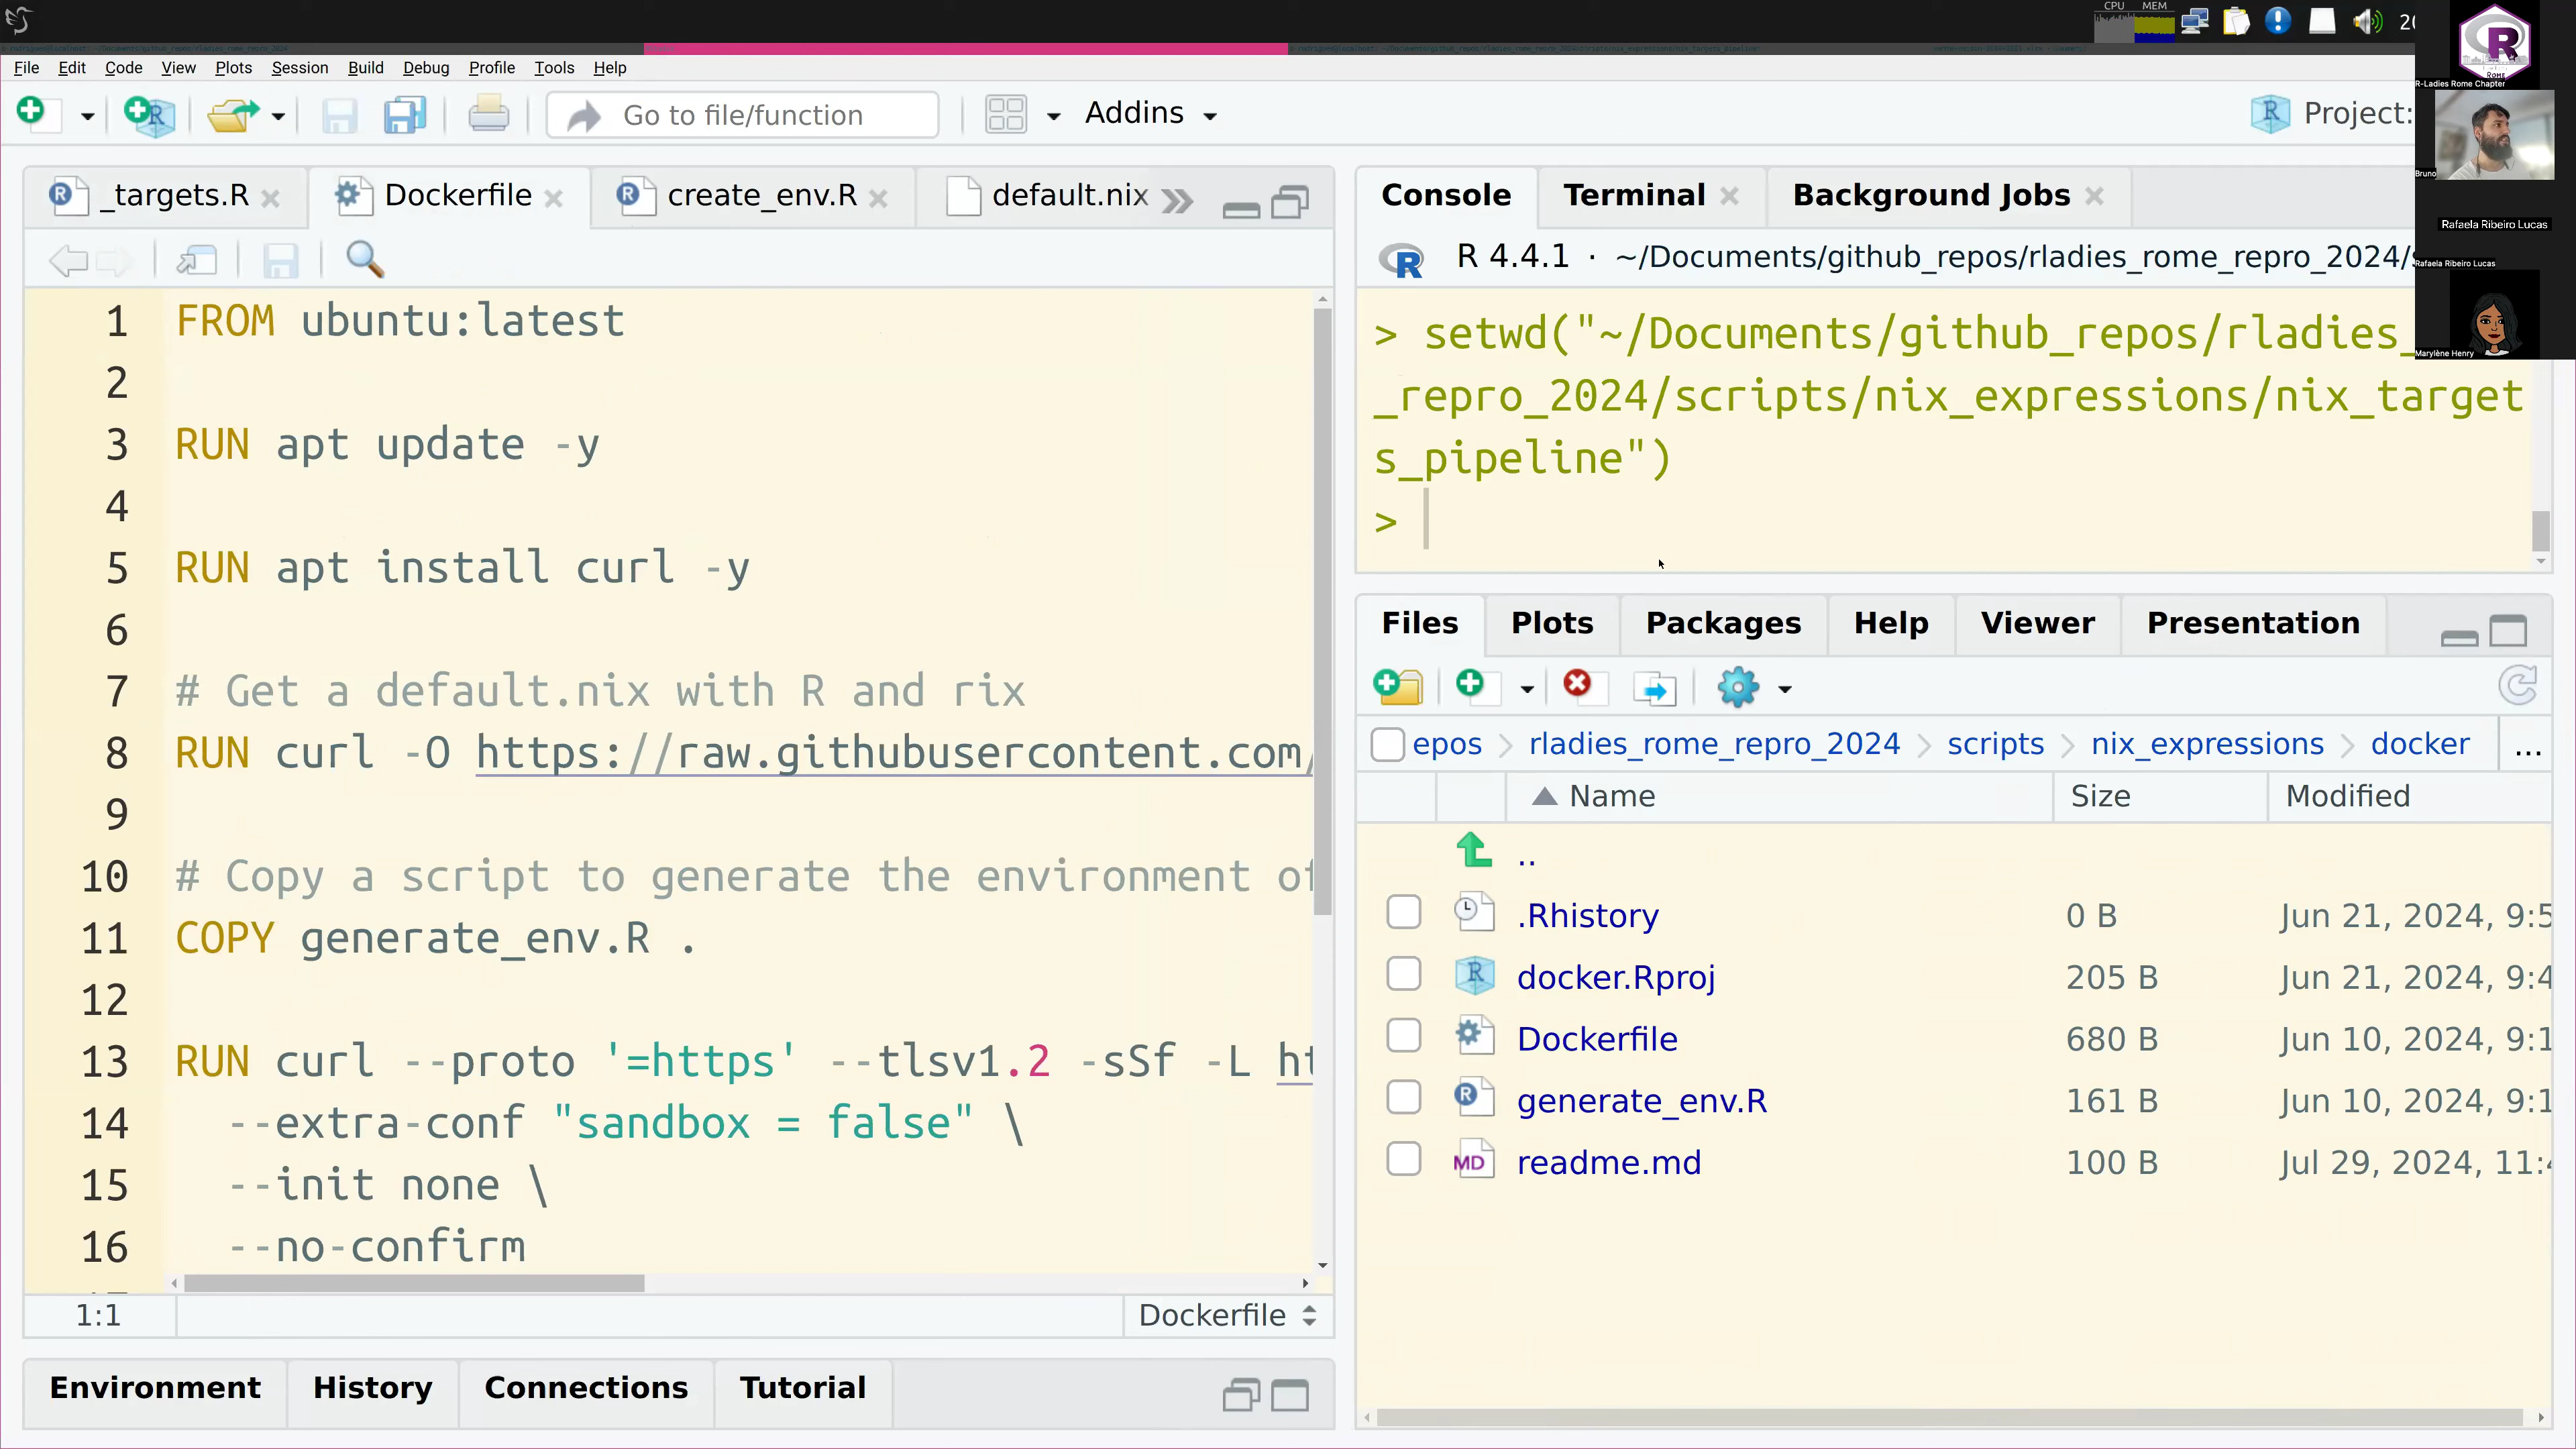 CPU MEM
File Edit Code View Plots Session Build Debug Profile Tools Help
Go to file/function
Addins
Project:
R-Ladies Rome Chapter
Bruno
Rafaela Ribeiro Lucas
Rafaela Ribeiro Lucas
Marylène Henry
_targets.R
Dockerfile
create_env.R
default.nix
1 FROM ubuntu:latest
2
3 RUN apt update -y
4
5 RUN apt install curl -y
6
7 # Get a default.nix with R and rix
8 RUN curl -O https://raw.githubusercontent.com/
9
10 # Copy a script to generate the environment of
11 COPY generate_env.R .
12
13 RUN curl --proto '=https' --tlsv1.2 -sSf -L ht
14 --extra-conf "sandbox = false" \
15 --init none \
16 --no-confirm
1:1
Dockerfile
Environment History Connections Tutorial
Console Terminal Background Jobs
R 4.4.1 · ~/Documents/github_repos/rladies_rome_repro_2024/
> setwd("~/Documents/github_repos/rladies_
_repro_2024/scripts/nix_expressions/nix_target
s_pipeline")
>
Files Plots Packages Help Viewer Presentation
epos rladies_rome_repro_2024 scripts nix_expressions docker ...
Name Size Modified
..
.Rhistory 0 B Jun 21, 2024, 9:5
docker.Rproj 205 B Jun 21, 2024, 9:4
Dockerfile 680 B Jun 10, 2024, 9:1
generate_env.R 161 B Jun 10, 2024, 9:1
readme.md 100 B Jul 29, 2024, 11:4